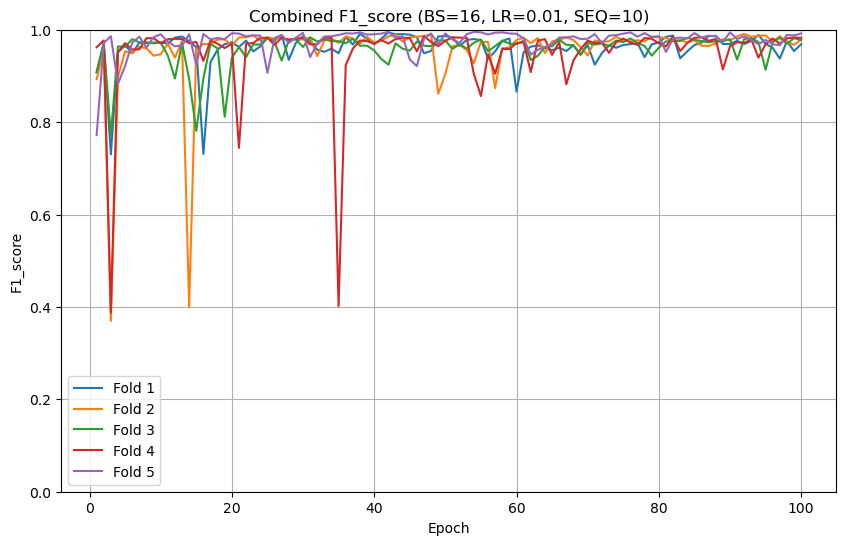 Combined F1_score (BS=16, LR=0.01, SEQ=10)
1.0
0.8
0.6
0.4
0.2
0.0
F1_score
Fold 1
Fold 2
Fold 3
Fold 4
Fold 5
0 20 40 60 80 100
Epoch